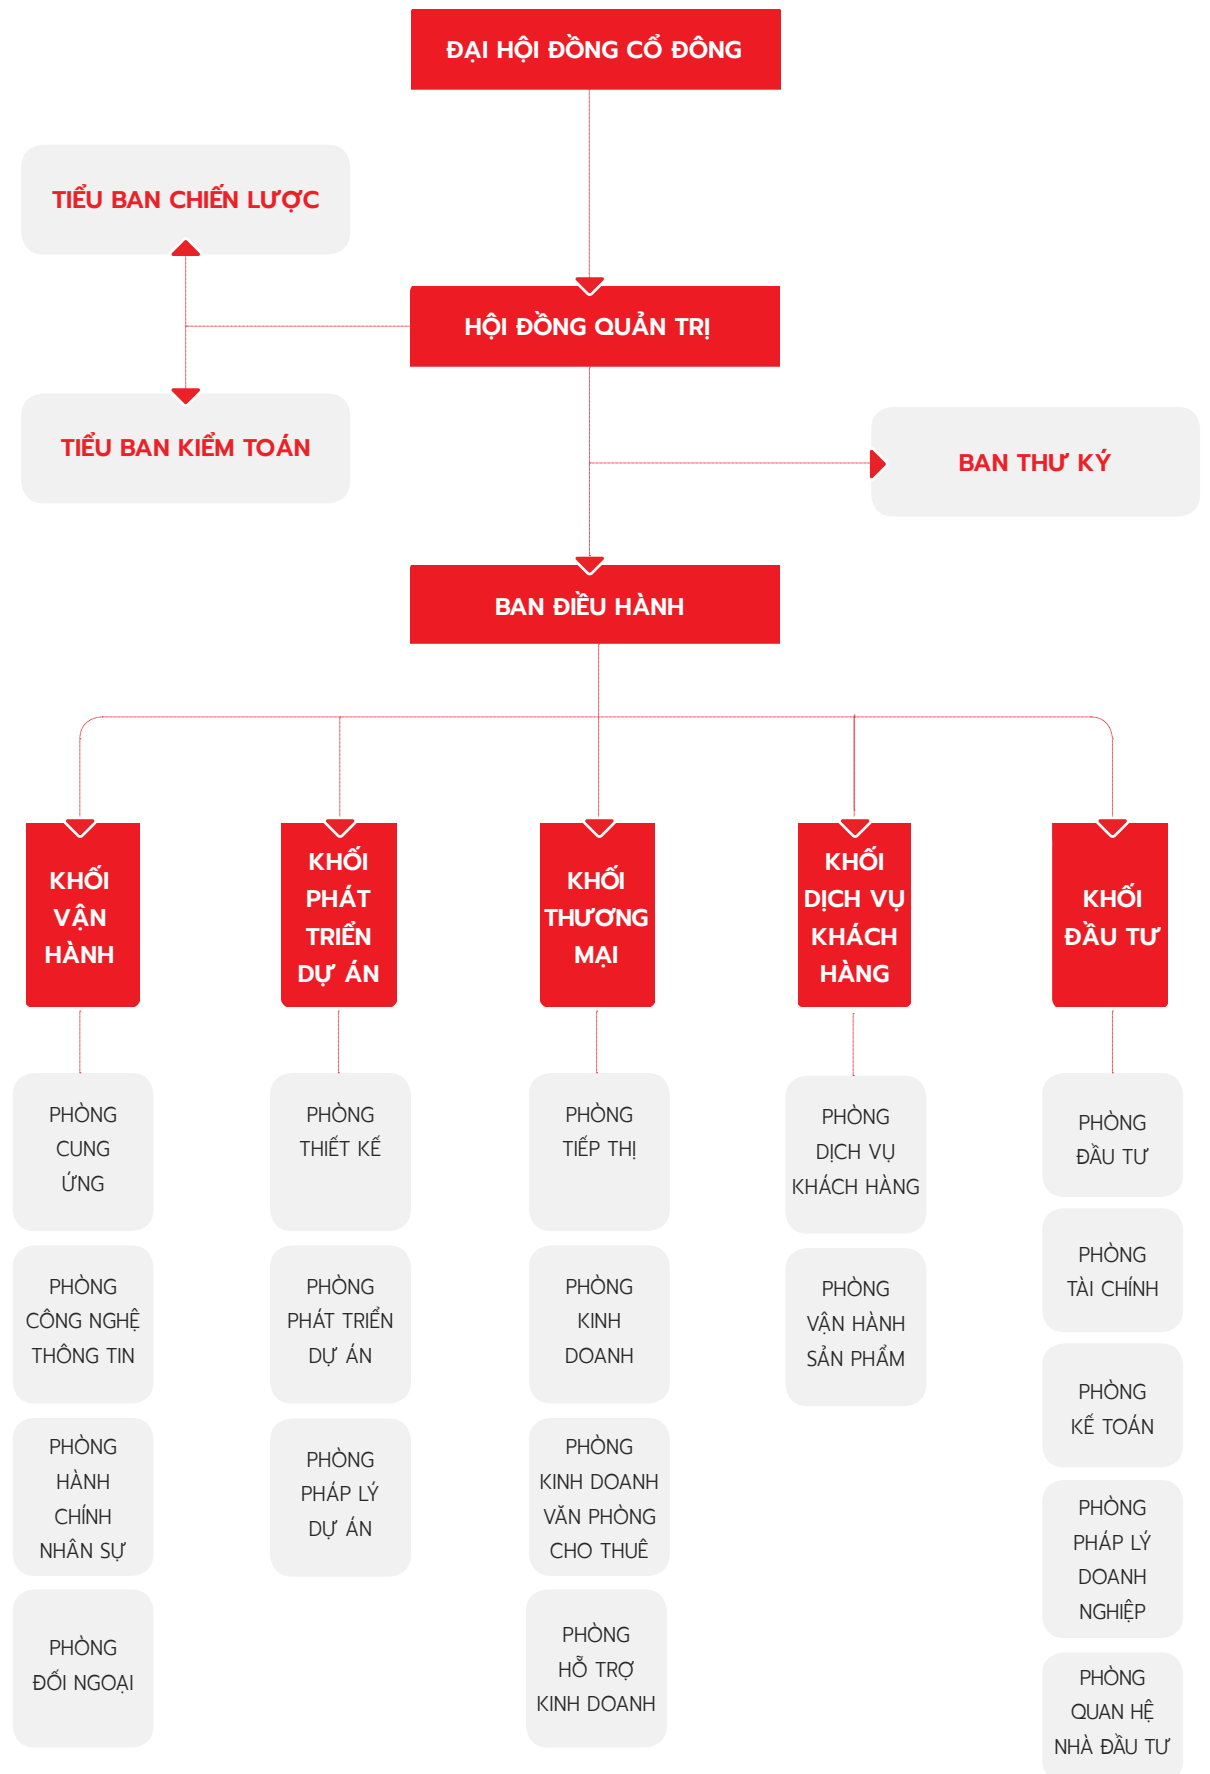 ĐẠI HỘI ĐỒNG CỔ ĐÔNG
TIỂU BAN CHIẾN LƯỢC
HỘI ĐỒNG QUẢN TRỊ
TIỂU BAN KIỂM TOÁN
BAN THƯ KÝ
BAN ĐIỀU HÀNH
KHỐI
VẬN
HÀNH
KHỐI
PHÁT
TRIỂN
DỰ ÁN
KHỐI
THƯƠNG
MẠI
KHỐI
DỊCH VỤ
KHÁCH
HÀNG
KHỐI
ĐẦU TƯ
PHÒNG
CUNG
ỨNG
PHÒNG
CÔNG NGHỆ
THÔNG TIN
PHÒNG
HÀNH
CHÍNH
NHÂN SỰ
PHÒNG
ĐỐI NGOẠI
PHÒNG
THIẾT KẾ
PHÒNG
PHÁT TRIỂN
DỰ ÁN
PHÒNG
PHÁP LÝ
DỰ ÁN
PHÒNG
TIẾP THỊ
PHÒNG
KINH
DOANH
PHÒNG
KINH DOANH
VĂN PHÒNG
CHO THUÊ
PHÒNG
HỖ TRỢ
KINH DOANH
PHÒNG
DỊCH VỤ
KHÁCH HÀNG
PHÒNG
VẬN HÀNH
SẢN PHẨM
PHÒNG
ĐẦU TƯ
PHÒNG
TÀI CHÍNH
PHÒNG
KẾ TOÁN
PHÒNG
PHÁP LÝ
DOANH
NGHIỆP
PHÒNG
QUAN HỆ
NHÀ ĐẦU TƯ